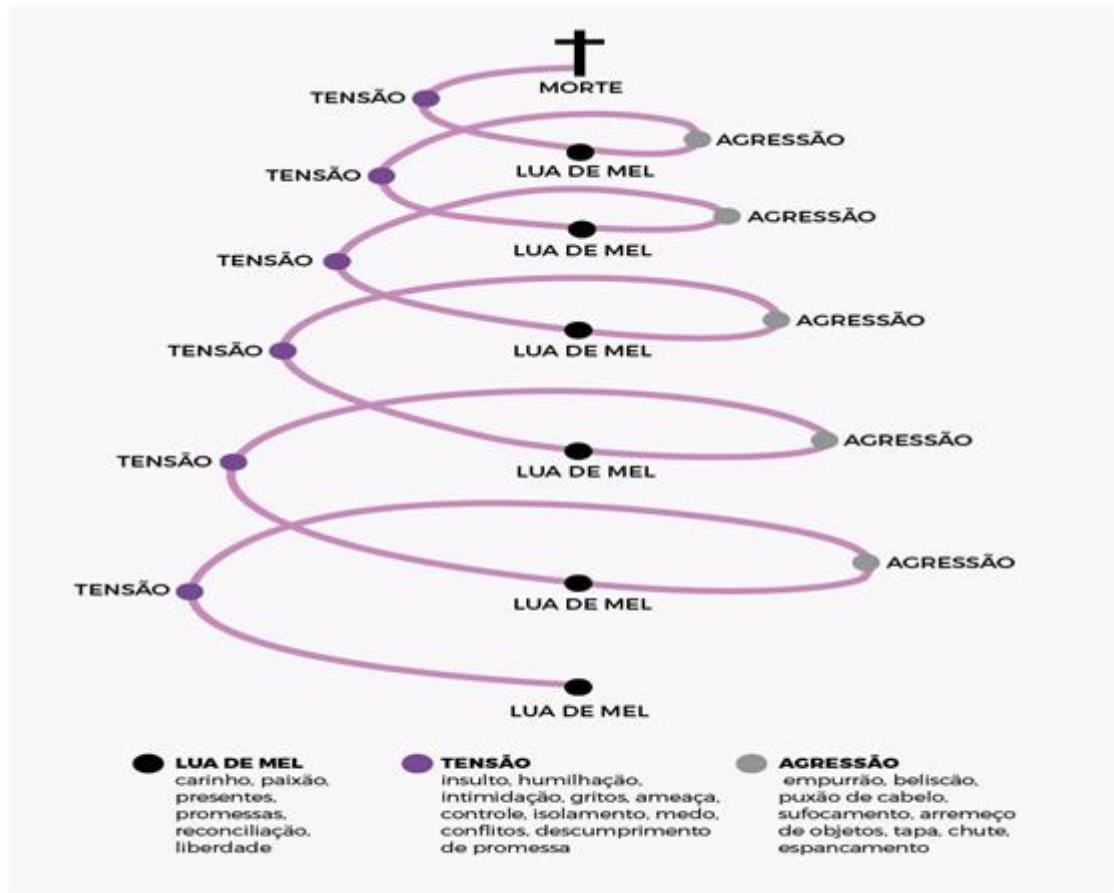 MORTE
TENSÃO
AGRESSÃO
LUA DE MEL
TENSÃO
AGRESSÃO
LUA DE MEL
TENSÃO
AGRESSÃO
LUA DE MEL
TENSÃO
AGRESSÃO
LUA DE MEL
TENSÃO
AGRESSÃO
LUA DE MEL
TENSÃO
LUA DE MEL
LUA DE MEL
carinho, paixão,
presentes,
promessas,
reconciliação,
liberdade
TENSÃO
insulto, humilhação,
intimidação, gritos, ameaça,
controle, isolamento, medo,
conflitos, descumprimento
de promessa
AGRESSÃO
empurrão, beliscão,
puxão de cabelo,
sufocamento, arremeço
de objetos, tapa, chute,
espancamento